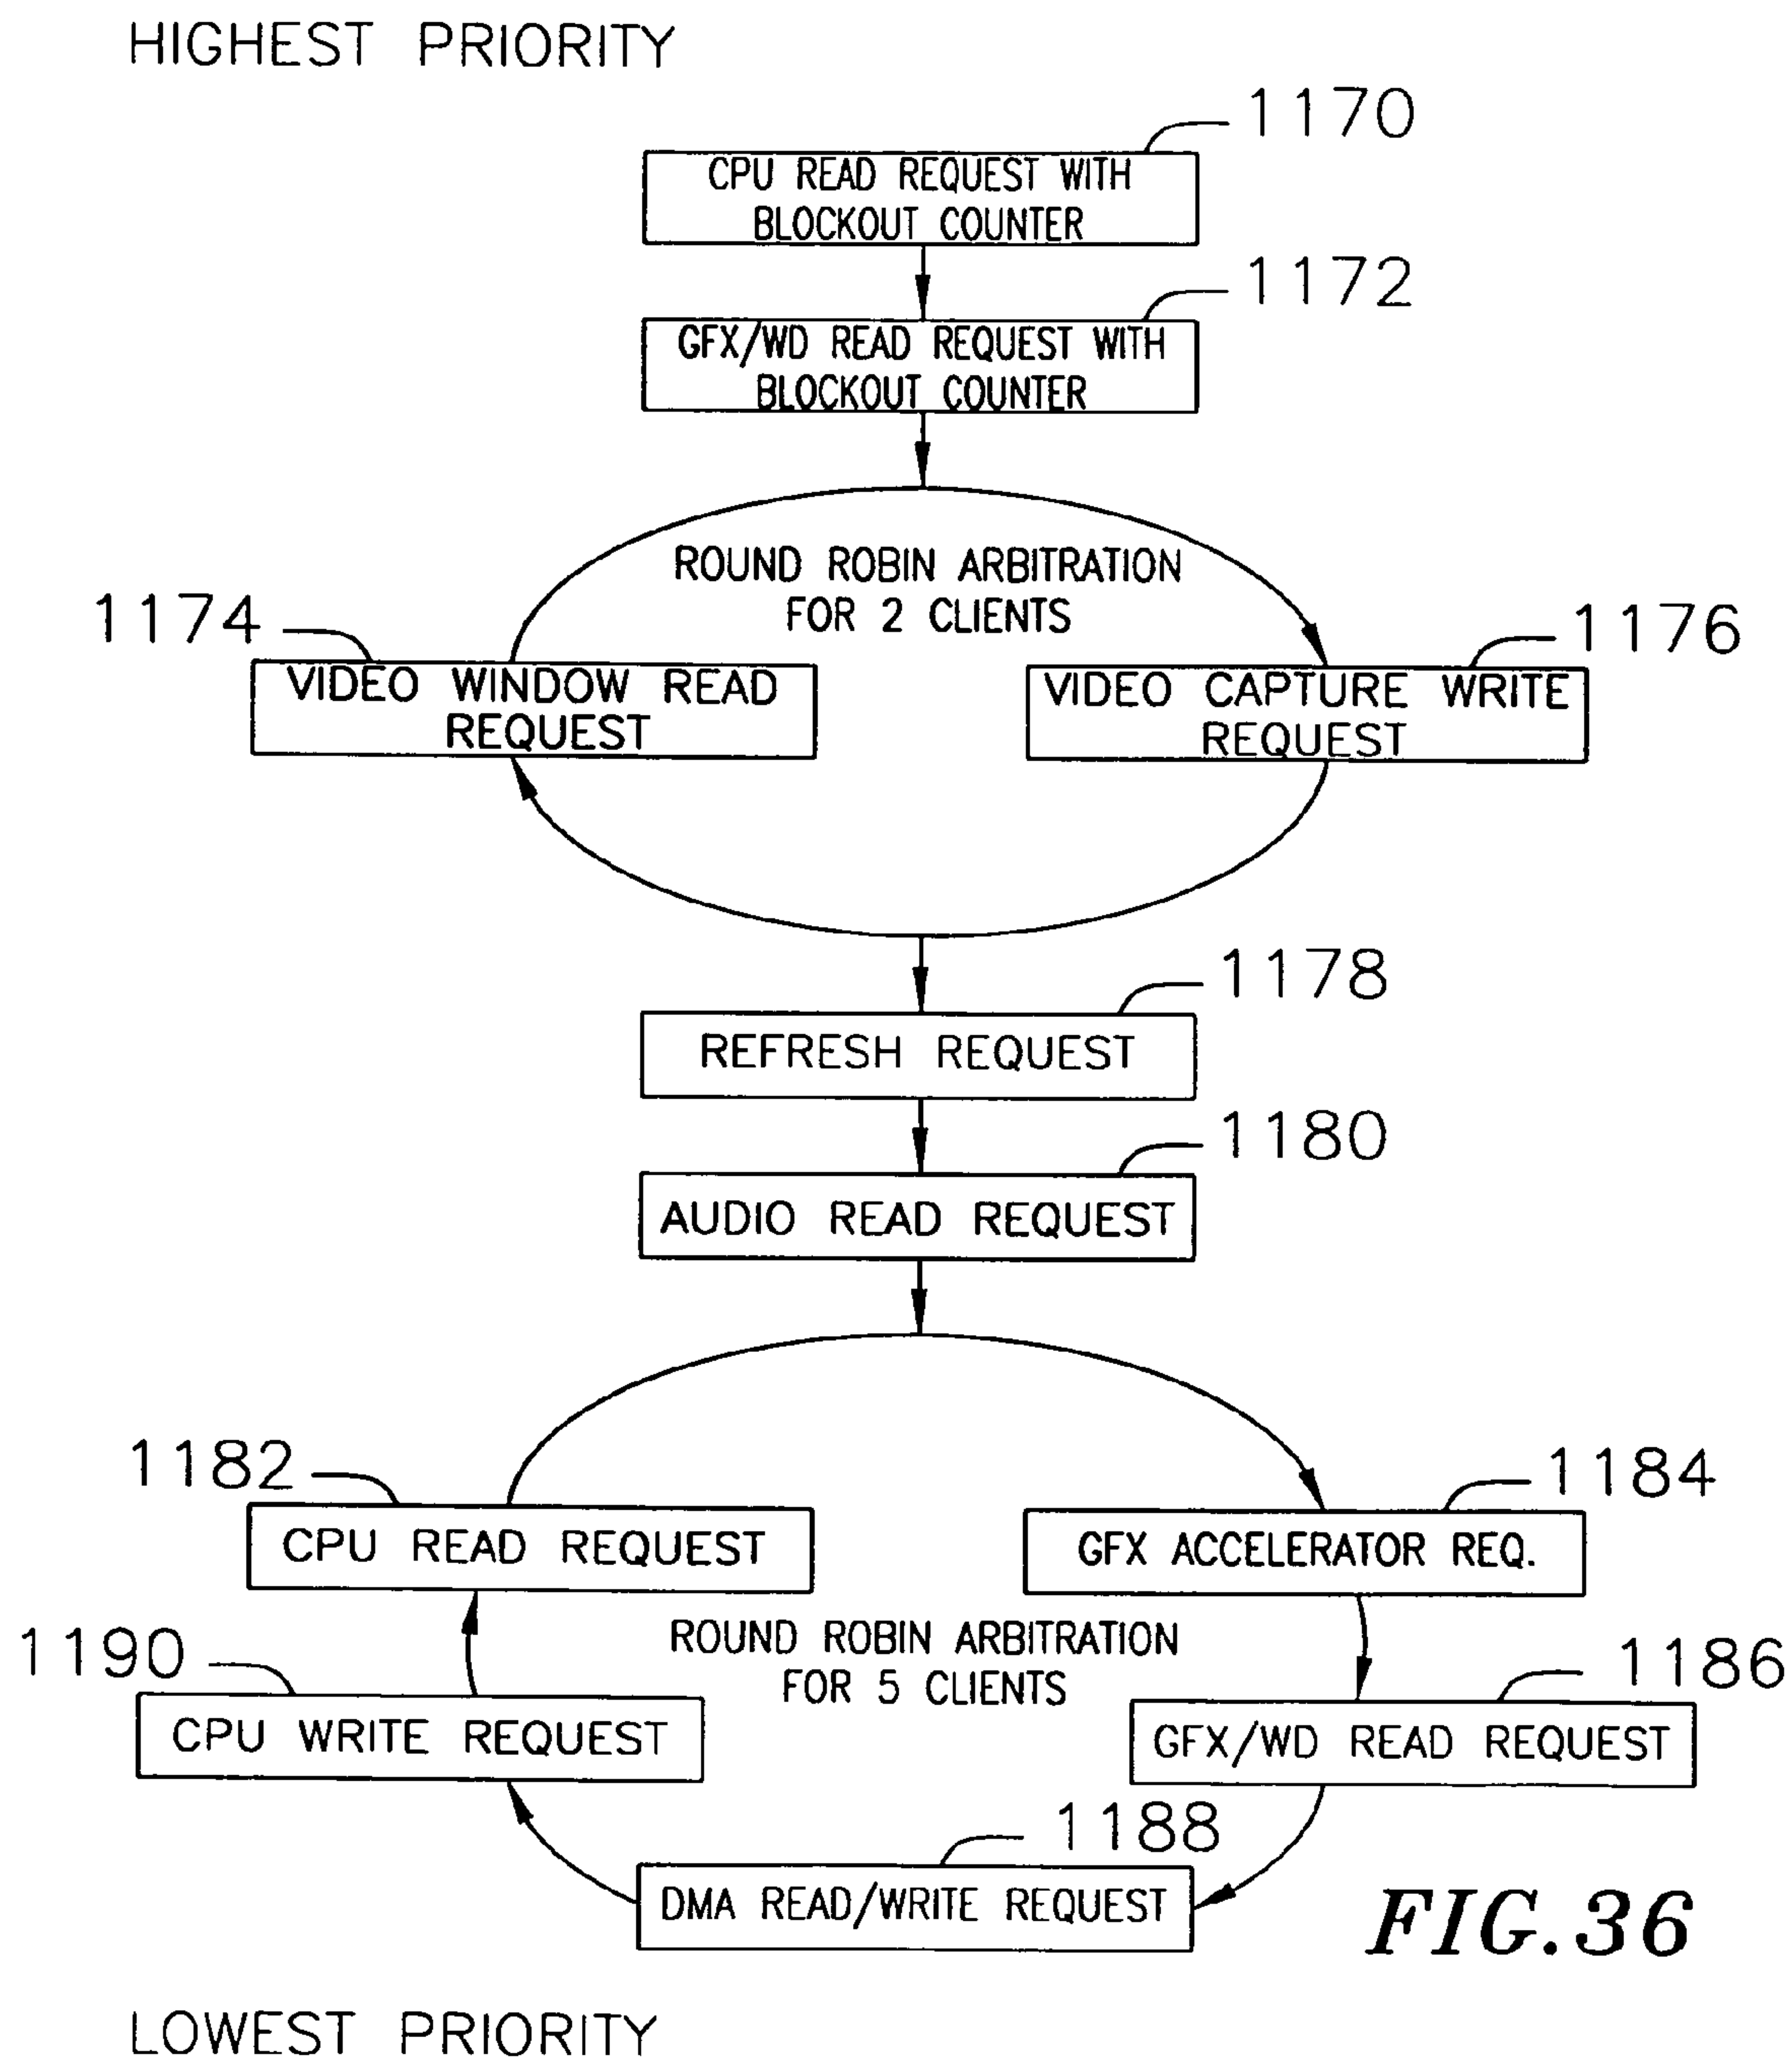 HIGHEST PRIORITY
1170
CPU READ REQUEST WITH
BLOCKOUT COUNTER
1172
GFX/WD READ REQUEST WITH
BLOCKOUT COUNTER
ROUND ROBIN ARBITRATION
FOR 2 CLIENTS
1174
1176
VIDEO WINDOW READ
REQUEST
VIDEO CAPTURE WRITE
REQUEST
1178
REFRESH REQUEST
1180
AUDIO READ REQUEST
1182
1184
CPU READ REQUEST
GFX ACCELERATOR REQ.
ROUND ROBIN ARBITRATION
FOR 5 CLIENTS
1190
1186
CPU WRITE REQUEST
GFX/WD READ REQUEST
1188
DMA READ/WRITE REQUEST
FIG.36
LOWEST PRIORITY